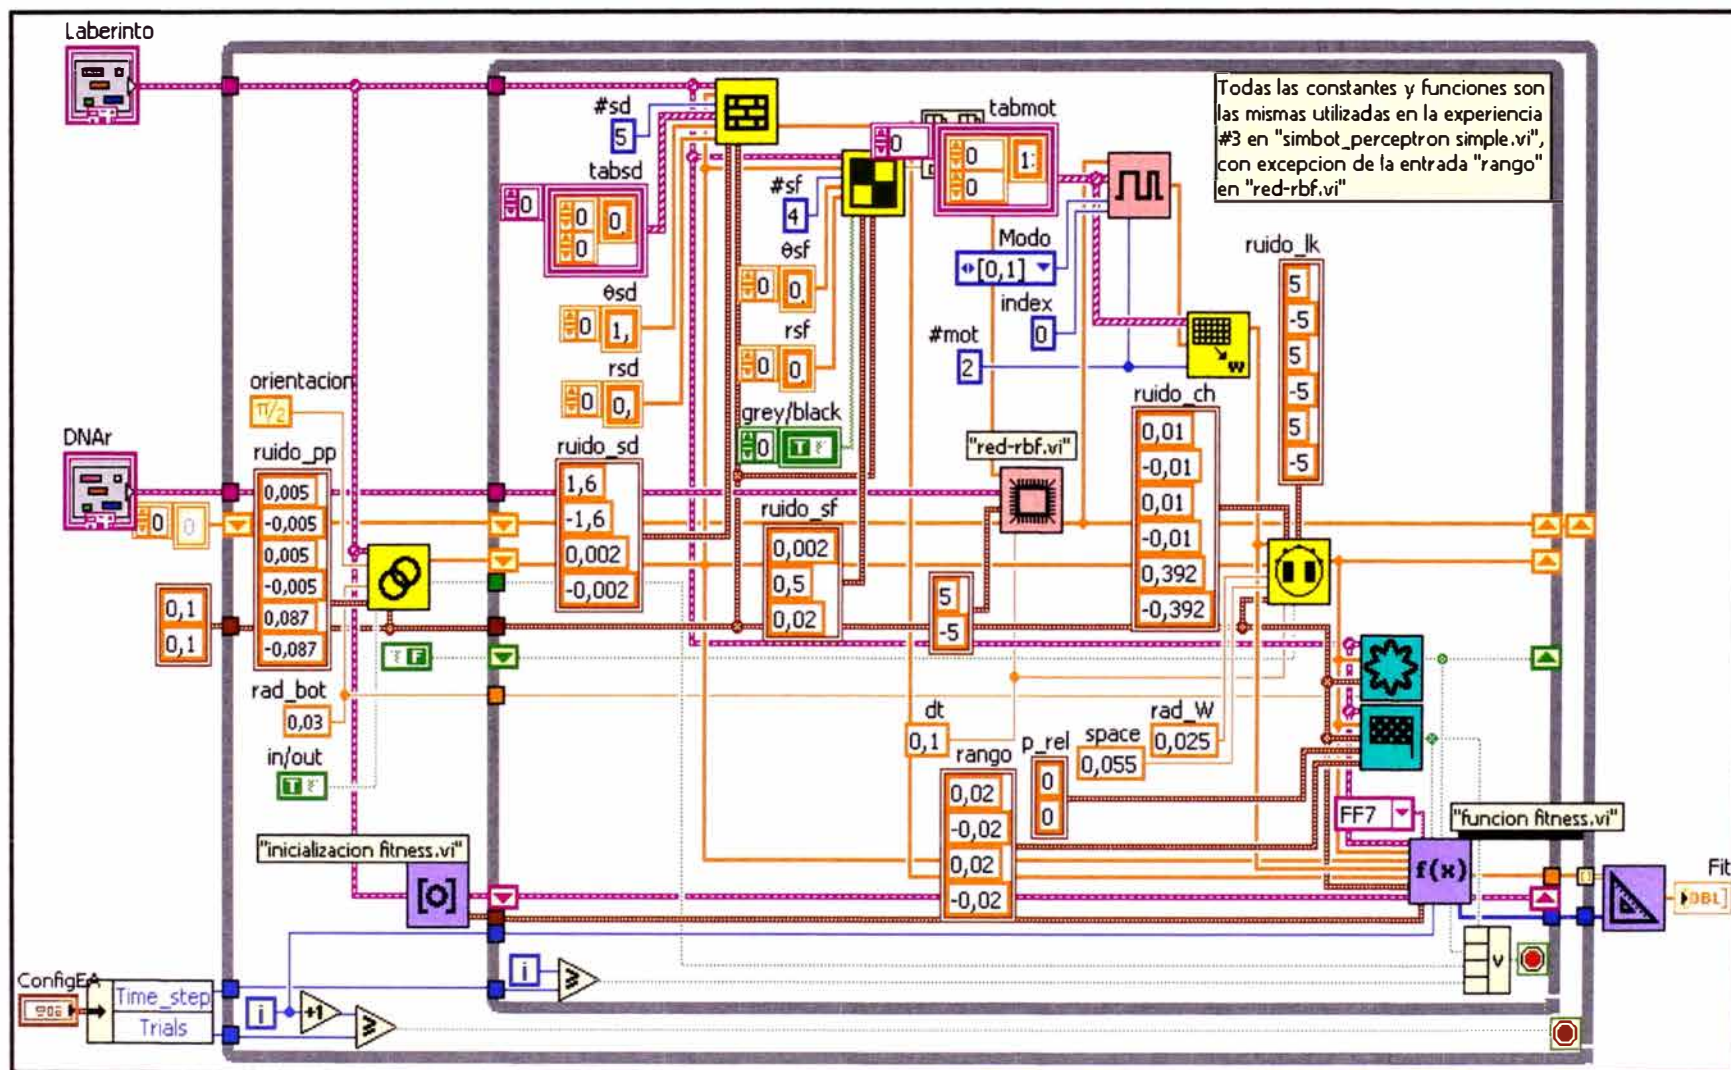 Laberinto
Todas las constantes y funciones son
las mismas utilizadas en la experiencia
#3 en "simbot_perceptron simple.vi",
con excepcion de la entrada "rango"
en "red-rbf.vi"
#sd
5
tabsd
0
0
0
0,
tabmot
0
0
0
1:
#sf
4
θsf
0
0,
rsf
0
0,
θsd
0
1,
rsd
0
0,
Modo
[0,1]
index
0
#mot
2
ruido_lk
5
-5
5
-5
5
-5
w
orientacion
π/2
grey/black
0
T
DNAr
0
0
ruido_pp
0,005
-0,005
0,005
-0,005
0,087
-0,087
ruido_sd
1,6
-1,6
0,002
-0,002
ruido_sf
0,002
0,5
0,02
"red-rbf.vi"
5
-5
ruido_ch
0,01
-0,01
0,01
-0,01
0,392
-0,392
0,1
0,1
F
rad_bot
0,03
in/out
T
dt
0,1
rango
0,02
-0,02
0,02
-0,02
p_rel
0
0
space
0,055
rad_W
0,025
FF7
"funcion fitness.vi"
f(x)
"inicializacion fitness.vi"
[O]
Fit
DBL
ConfigEA
Time_step
Trials
i
+1
≥
i
≥
v